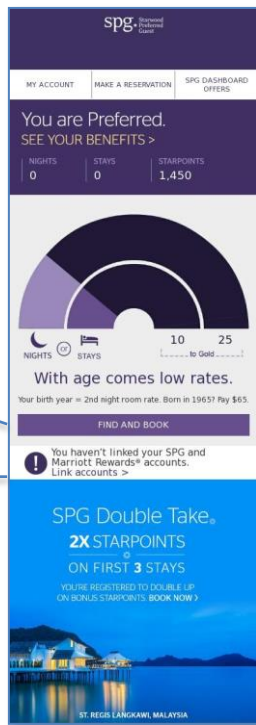 spg. Starwood
Preferred
Guest
MY ACCOUNT
MAKE A RESERVATION
SPG DASHBOARD
OFFERS
You are Preferred.
SEE YOUR BENEFITS >
NIGHTS STAYS STARPOINTS
0 0 1,450
NIGHTS or STAYS
10 25
to Gold
With age comes low rates.
Your birth year = 2nd night room rate. Born in 1965? Pay $65.
FIND AND BOOK
! You haven't linked your SPG and
Marriott Rewards® accounts.
Link accounts >
SPG Double Take®
2X STARPOINTS
ON FIRST 3 STAYS
YOU'RE REGISTERED TO DOUBLE UP
ON BONUS STARPOINTS. BOOK NOW >
ST. REGIS LANGKAWI, MALAYSIA